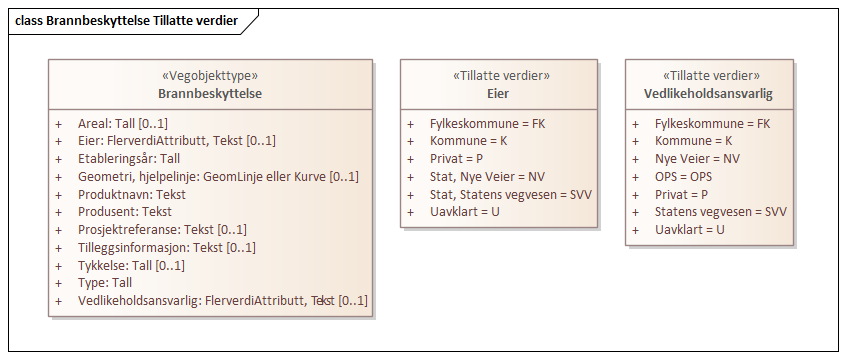 class Brannbeskyttelse Tillatte verdier
«Vegobjekttype»
Brannbeskyttelse
+ Areal: Tall [0..1]
+ Eier: FlerverdiAttributt, Tekst [0..1]
+ Etableringsår: Tall
+ Geometri, hjelpelinje: GeomLinje eller Kurve [0..1]
+ Produktnavn: Tekst
+ Produsent: Tekst
+ Prosjektreferanse: Tekst [0..1]
+ Tilleggsinformasjon: Tekst [0..1]
+ Tykkelse: Tall [0..1]
+ Type: Tall
+ Vedlikeholdsansvarlig: FlerverdiAttributt, Tekst [0..1]
«Tillatte verdier»
Eier
+ Fylkeskommune = FK
+ Kommune = K
+ Privat = P
+ Stat, Nye Veier = NV
+ Stat, Statens vegvesen = SVV
+ Uavklart = U
«Tillatte verdier»
Vedlikeholdsansvarlig
+ Fylkeskommune = FK
+ Kommune = K
+ Nye Veier = NV
+ OPS = OPS
+ Privat = P
+ Statens vegvesen = SVV
+ Uavklart = U